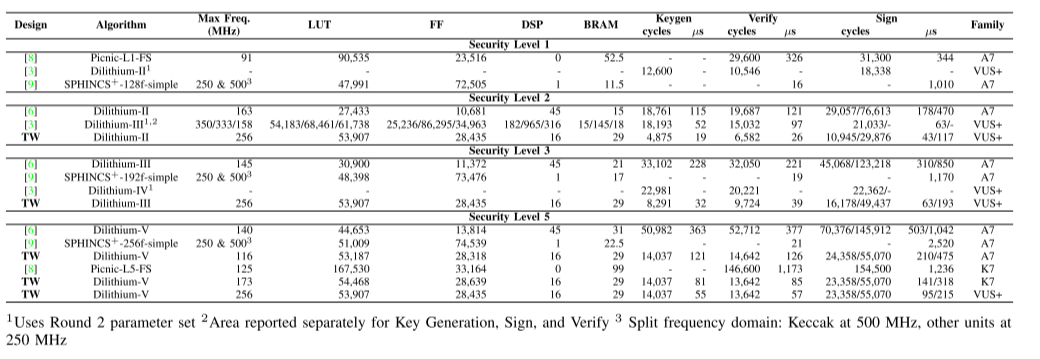 Design Algorithm Max Freq. (MHz) LUT FF DSP BRAM Keygen cycles μs Verify cycles μs Sign cycles μs Family
Security Level 1
[8] Picnic-L1-FS 91 90,535 23,516 0 52.5 - - 29,600 326 31,300 344 A7
[3] Dilithium-II¹ - - - - - 12,600 - 10,546 - 18,338 - VUS+
[9] SPHINCS⁺-128f-simple 250 & 500³ 47,991 72,505 1 11.5 - - - 16 - 1,010 A7
Security Level 2
[6] Dilithium-II 163 27,433 10,681 45 15 18,761 115 19,687 121 29,057/76,613 178/470 A7
[3] Dilithium-III¹,² 350/333/158 54,183/68,461/61,738 25,236/86,295/34,963 182/965/316 15/145/18 18,193 52 15,032 97 21,033/- 63/- VUS+
TW Dilithium-II 256 53,907 28,435 16 29 4,875 19 6,582 26 10,945/29,876 43/117 VUS+
Security Level 3
[6] Dilithium-III 145 30,900 11,372 45 21 33,102 228 32,050 221 45,068/123,218 310/850 A7
[9] SPHINCS⁺-192f-simple 250 & 500³ 48,398 73,476 1 17 - - - 19 - 1,170 A7
[3] Dilithium-IV¹ - - - - - 22,981 - 20,221 - 22,362/- - VUS+
TW Dilithium-III 256 53,907 28,435 16 29 8,291 32 9,724 39 16,178/49,437 63/193 VUS+
Security Level 5
[6] Dilithium-V 140 44,653 13,814 45 31 50,982 363 52,712 377 70,376/145,912 503/1,042 A7
[9] SPHINCS⁺-256f-simple 250 & 500³ 51,009 74,539 1 22.5 - - - 21 - 2,520 A7
TW Dilithium-V 116 53,187 28,318 16 29 14,037 121 14,642 126 24,358/55,070 210/475 A7
[8] Picnic-L5-FS 125 167,530 33,164 0 99 - - 146,600 1,173 154,500 1,236 K7
TW Dilithium-V 173 54,468 28,639 16 29 14,037 81 13,642 85 23,358/55,070 141/318 K7
TW Dilithium-V 256 53,907 28,435 16 29 14,037 55 13,642 57 23,358/55,070 95/215 VUS+
¹Uses Round 2 parameter set ²Area reported separately for Key Generation, Sign, and Verify ³ Split frequency domain: Keccak at 500 MHz, other units at
250 MHz